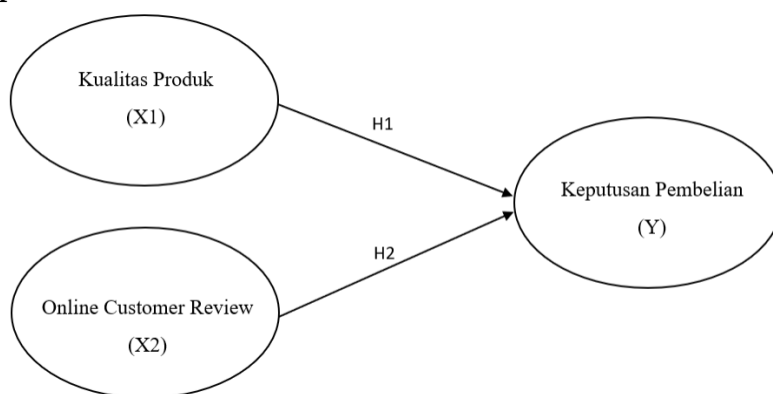 Kualitas Produk
(X1)
H1
Keputusan Pembelian
(Y)
H2
Online Customer Review
(X2)